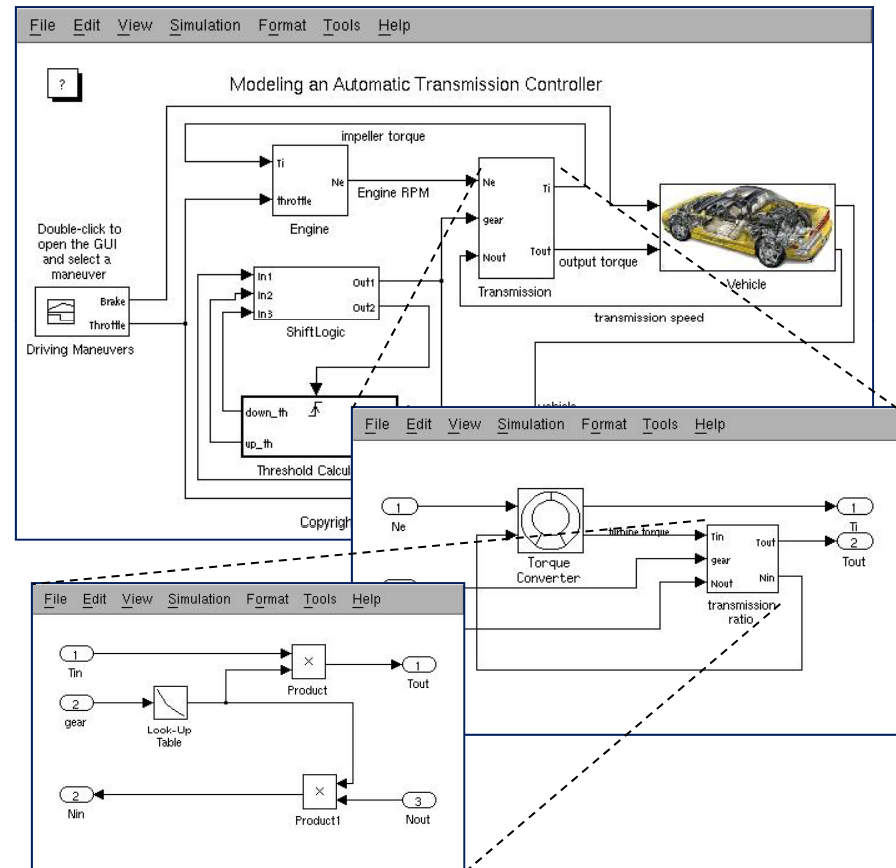 File Edit View Simulation Format Tools Help
?
Modeling an Automatic Transmission Controller
impeller torque
Ti
Ne
throttle
Engine RPM
Engine
Ne
Ti
gear
Nout
Tout
output torque
Transmission
Vehicle
transmission speed
Double-click to
open the GUI
and select a
maneuver
Brake
Throttle
Driving Maneuvers
In1
In2
In3
Out1
Out2
ShiftLogic
down_th
up_th
Threshold Calcul
vehicle
Copyrigh
File Edit View Simulation Format Tools Help
1
Ne
Torque
Converter
turbine torque
Tin
gear
Nout
Tout
Nin
transmission
ratio
1
Ti
2
Tout
File Edit View Simulation Format Tools Help
1
Tin
×
Product
1
Tout
2
gear
Look-Up
Table
2
Nin
×
Product1
3
Nout